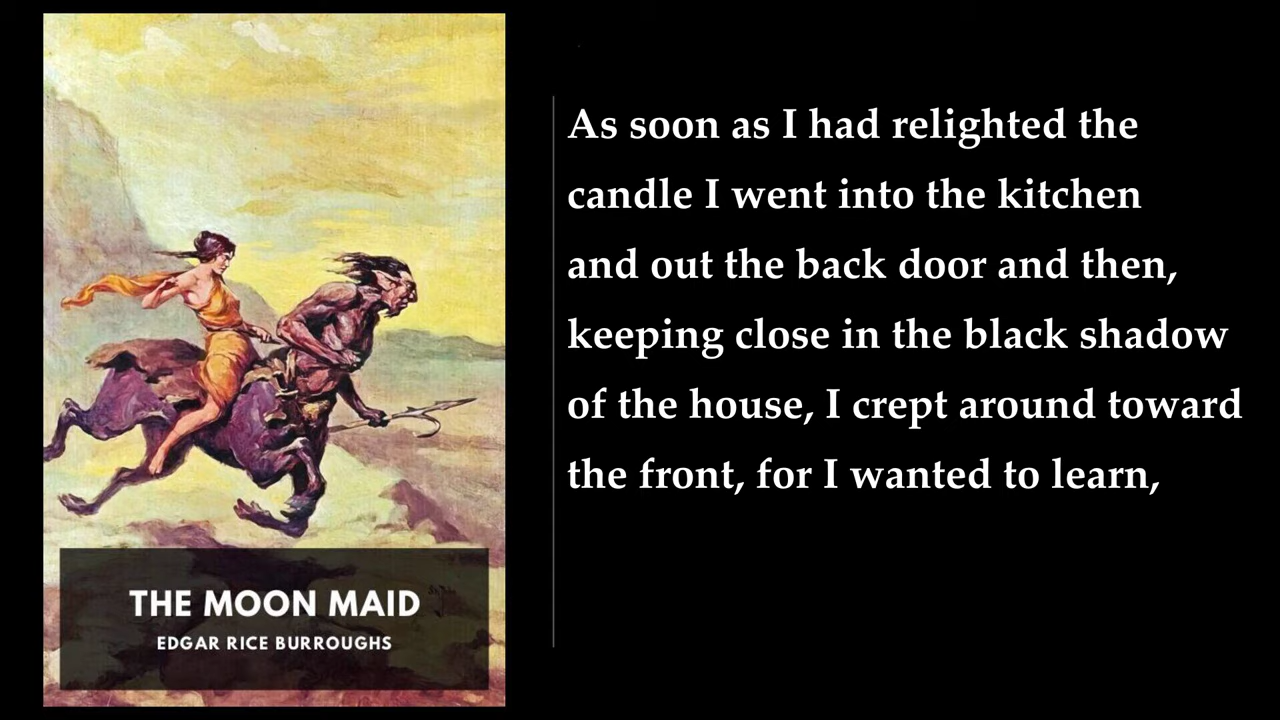 THE MOON MAID
EDGAR RICE BURROUGHS
As soon as I had relighted the
candle I went into the kitchen
and out the back door and then,
keeping close in the black shadow
of the house, I crept around toward
the front, for I wanted to learn,